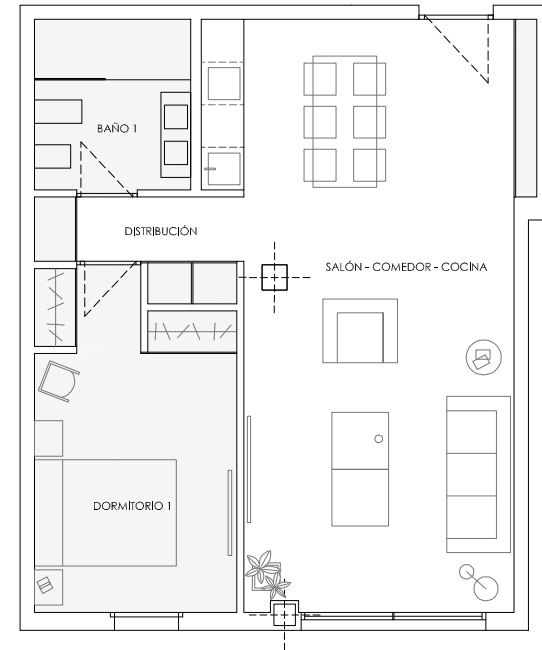 BAÑO 1
DISTRIBUCIÓN
SALÓN - COMEDOR - COCINA
DORMITORIO 1